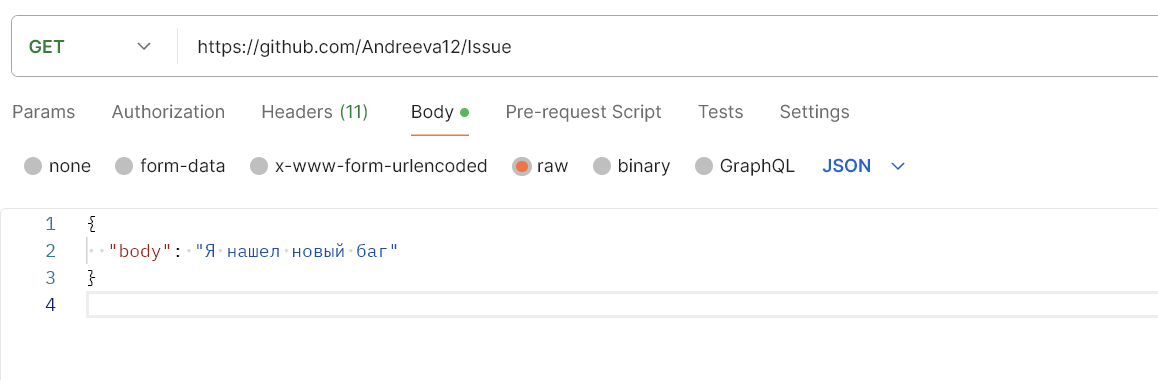 GET https://github.com/Andreeva12/Issue
Params Authorization Headers (11) Body Pre-request Script Tests Settings
none form-data x-www-form-urlencoded raw binary GraphQL JSON
1 {
2 "body": "Я нашел новый баг"
3 }
4